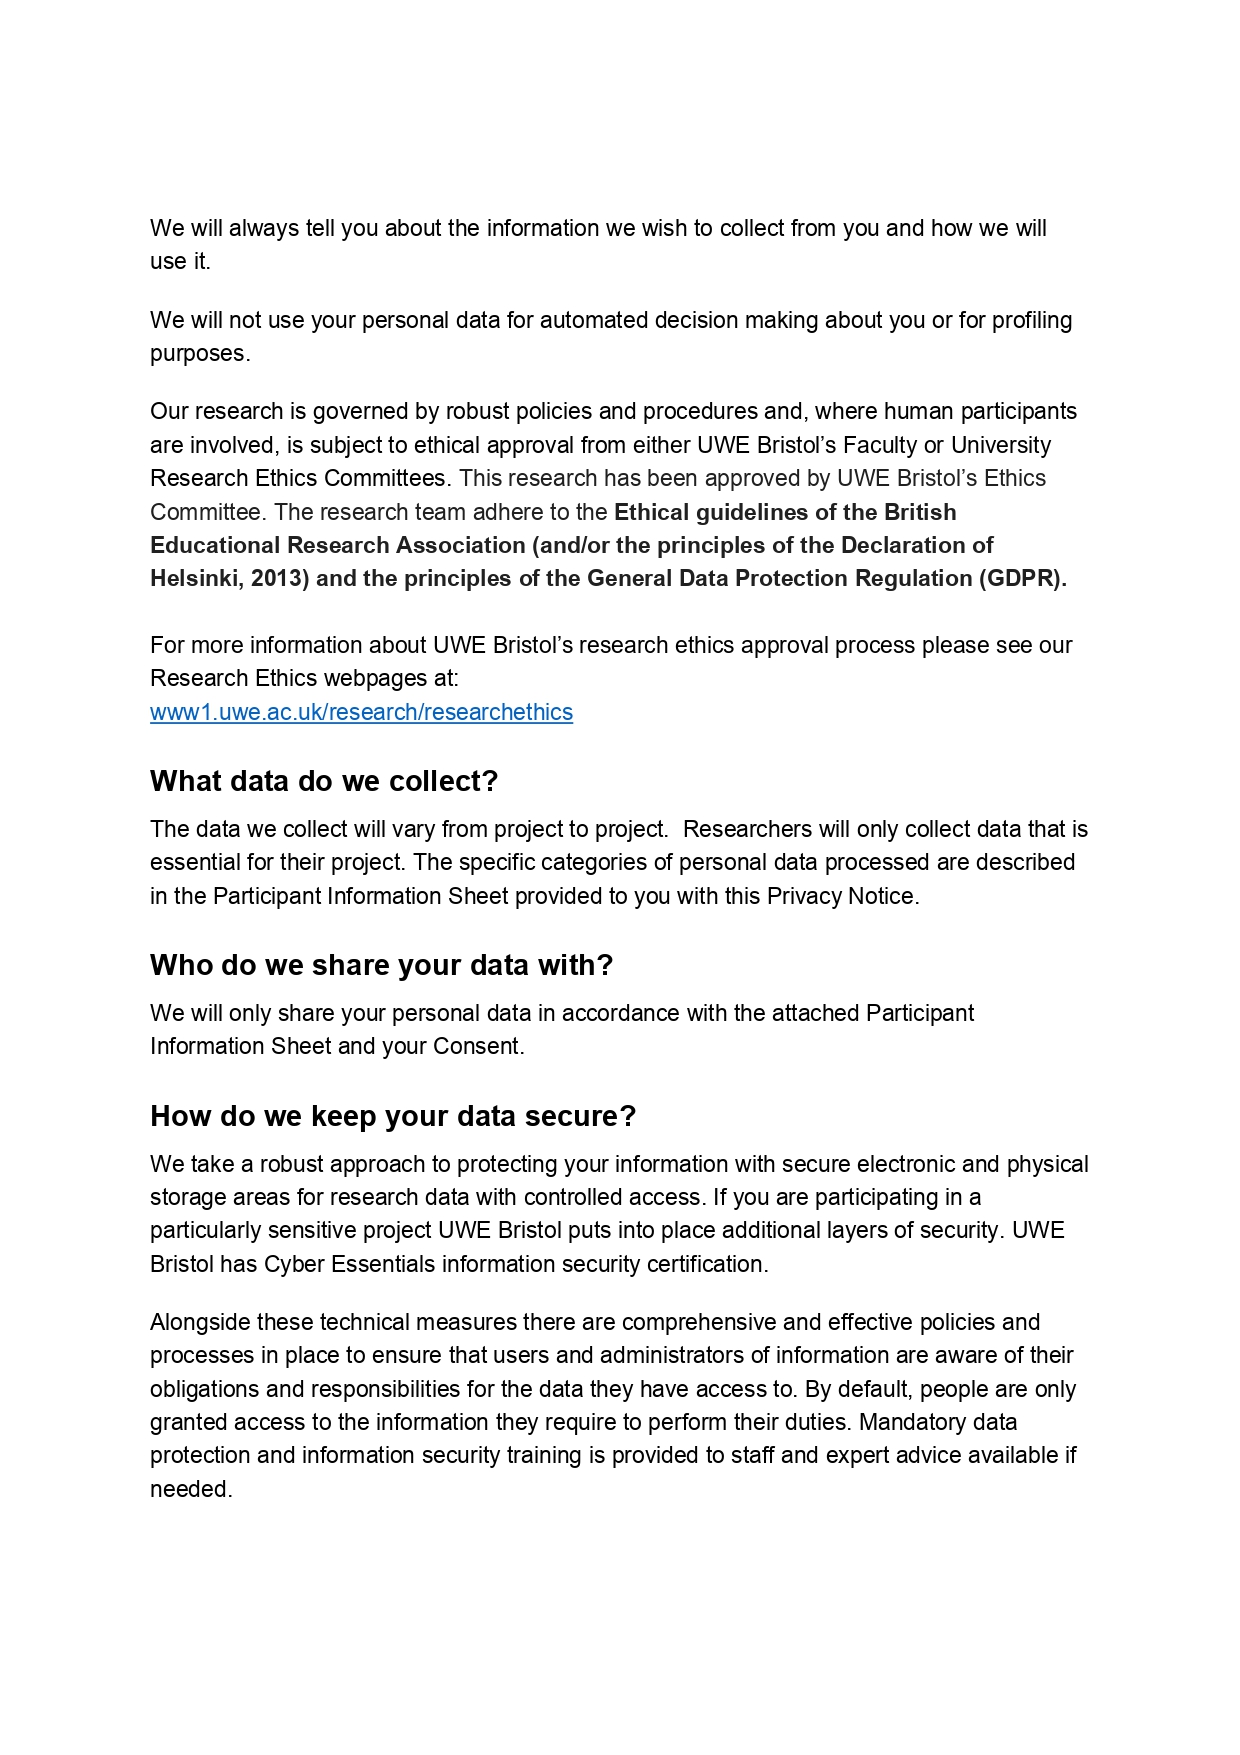 We will always tell you about the information we wish to collect from you and how we will
use it.
We will not use your personal data for automated decision making about you or for profiling
purposes.
Our research is governed by robust policies and procedures and, where human participants
are involved, is subject to ethical approval from either UWE Bristol’s Faculty or University
Research Ethics Committees. This research has been approved by UWE Bristol’s Ethics
Committee. The research team adhere to the Ethical guidelines of the British
Educational Research Association (and/or the principles of the Declaration of
Helsinki, 2013) and the principles of the General Data Protection Regulation (GDPR).
For more information about UWE Bristol’s research ethics approval process please see our
Research Ethics webpages at:
www1.uwe.ac.uk/research/researchethics
What data do we collect?
The data we collect will vary from project to project.  Researchers will only collect data that is
essential for their project. The specific categories of personal data processed are described
in the Participant Information Sheet provided to you with this Privacy Notice.
Who do we share your data with?
We will only share your personal data in accordance with the attached Participant
Information Sheet and your Consent.
How do we keep your data secure?
We take a robust approach to protecting your information with secure electronic and physical
storage areas for research data with controlled access. If you are participating in a
particularly sensitive project UWE Bristol puts into place additional layers of security. UWE
Bristol has Cyber Essentials information security certification.
Alongside these technical measures there are comprehensive and effective policies and
processes in place to ensure that users and administrators of information are aware of their
obligations and responsibilities for the data they have access to. By default, people are only
granted access to the information they require to perform their duties. Mandatory data
protection and information security training is provided to staff and expert advice available if
needed.